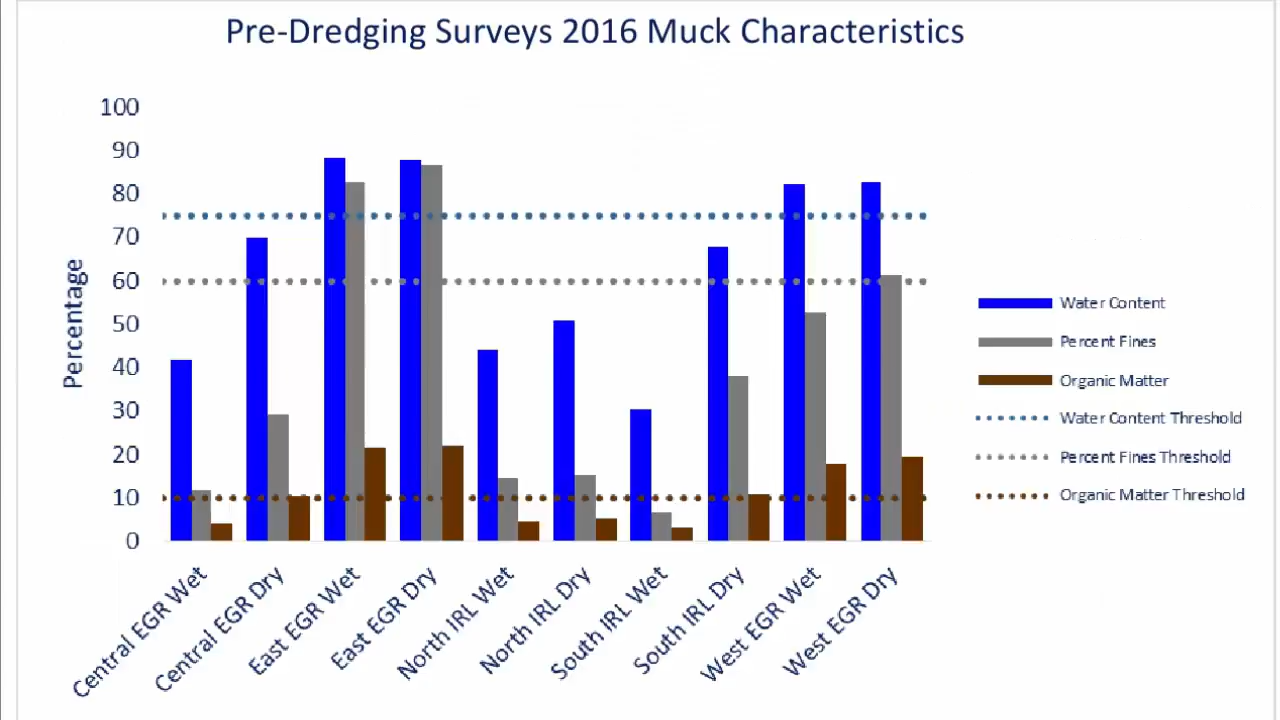 Pre-Dredging Surveys 2016 Muck Characteristics
100
90
80
70
60
50
40
30
20
10
0
Percentage
Central EGR Wet
Central EGR Dry
East EGR Wet
East EGR Dry
North IRL Wet
North IRL Dry
South IRL Wet
South IRL Dry
West EGR Wet
West EGR Dry
Water Content
Percent Fines
Organic Matter
Water Content Threshold
Percent Fines Threshold
Organic Matter Threshold